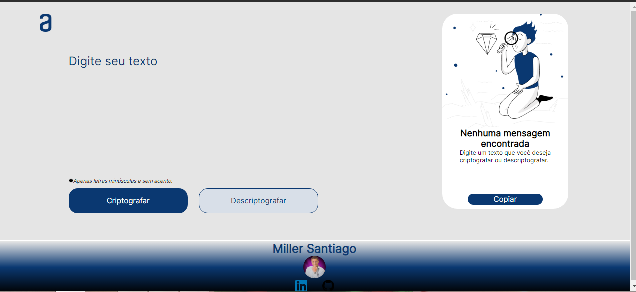 a
Digite seu texto
Nenhuma mensagem
encontrada
Digite um texto que você deseja
criptografar ou descriptografar.
Apenas letras minúsculas e sem acento.
Criptografar
Descriptografar
Copiar
Miller Santiago
in